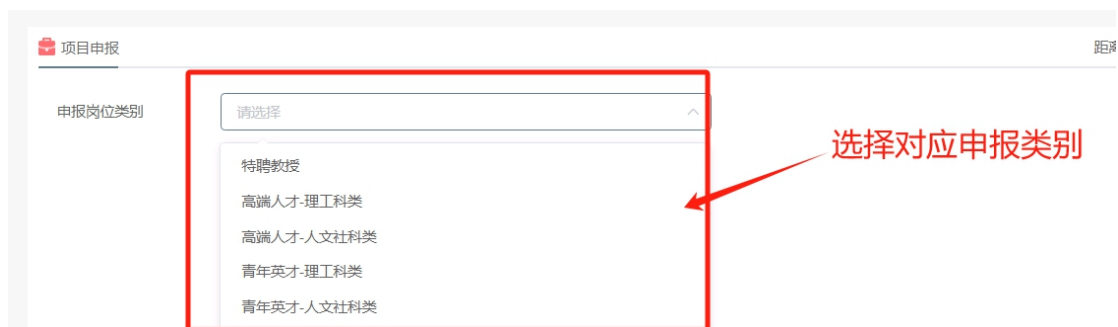 项目申报
距离
申报岗位类别
请选择
特聘教授
选择对应申报类别
高端人才-理工科类
高端人才-人文社科类
青年英才-理工科类
青年英才-人文社科类